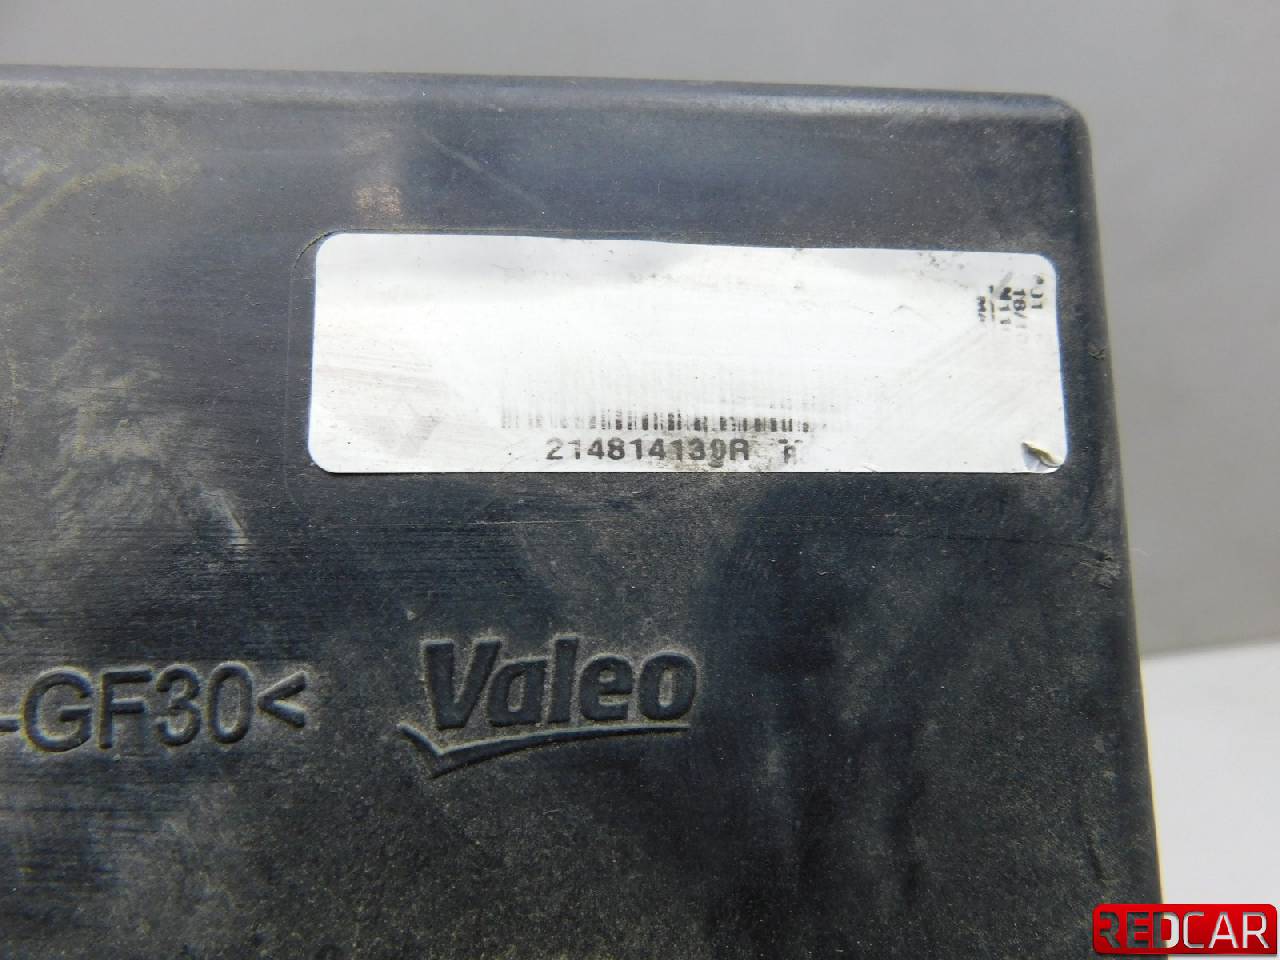 214814139R
-GF30<
Valeo
REDCAR